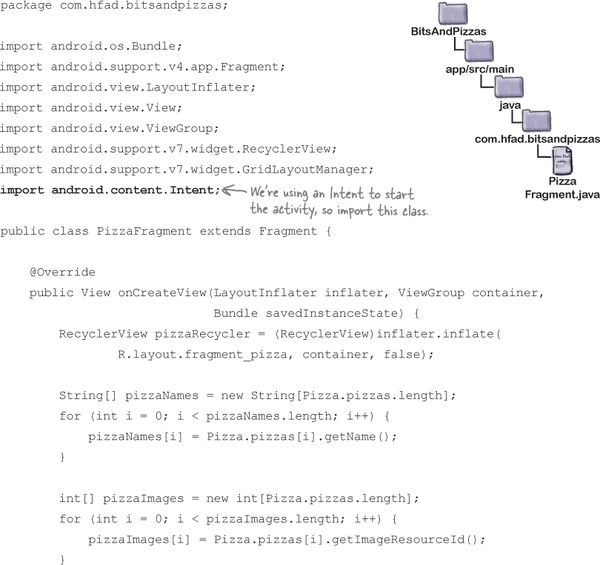 package com.hfad.bitsandpizzas;
import android.os.Bundle;
import android.support.v4.app.Fragment;
import android.view.LayoutInflater;
import android.view.View;
import android.view.ViewGroup;
import android.support.v7.widget.RecyclerView;
import android.support.v7.widget.GridLayoutManager;
import android.content.Intent;
We're using an Intent to start
the activity, so import this class.
BitsAndPizzas
app/src/main
java
com.hfad.bitsandpizzas
Pizza
Fragment.java
public class PizzaFragment extends Fragment {
@Override
public View onCreateView(LayoutInflater inflater, ViewGroup container,
Bundle savedInstanceState) {
RecyclerView pizzaRecycler = (RecyclerView)inflater.inflate(
R.layout.fragment_pizza, container, false);
String[] pizzaNames = new String[Pizza.pizzas.length];
for (int i = 0; i < pizzaNames.length; i++) {
pizzaNames[i] = Pizza.pizzas[i].getName();
}
int[] pizzaImages = new int[Pizza.pizzas.length];
for (int i = 0; i < pizzaImages.length; i++) {
pizzaImages[i] = Pizza.pizzas[i].getImageResourceId();
}